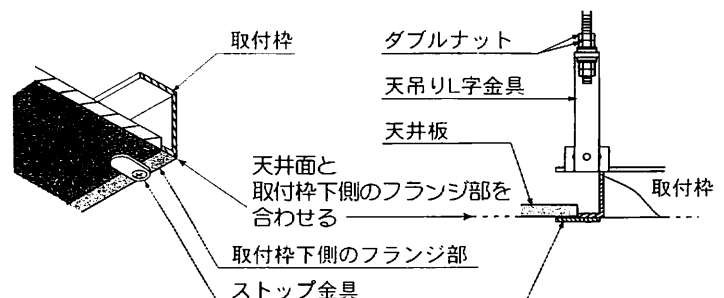 取付枠
ダブルナット
天吊りL字金具
天井板
天井面と
取付枠下側のフランジ部を
合わせる
取付枠
取付枠下側のフランジ部
ストップ金具